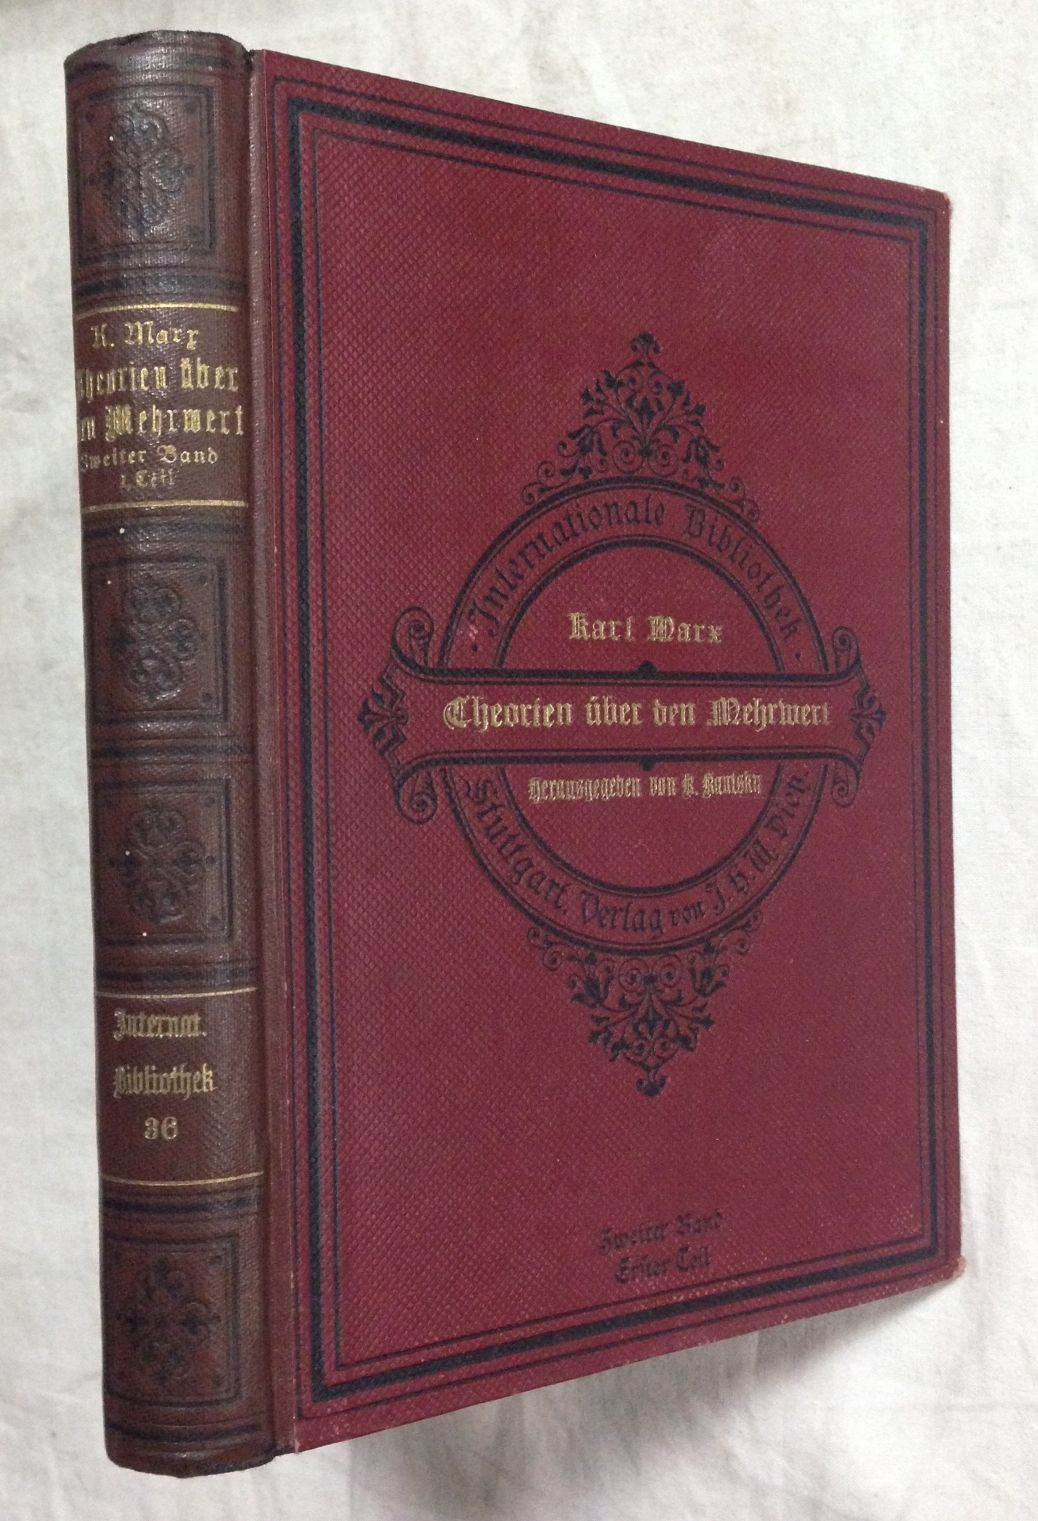 K. Marx
Theorien über
den Mehrwert
Zweiter Band
1. Teil
Internat.
Bibliothek
36
Internationale Bibliothek
Karl Marx
Theorien über den Mehrwert
Herausgegeben von K. Kautsky
Stuttgart. Verlag von J. H. W. Dietz
Zweiter Band
Erster Teil